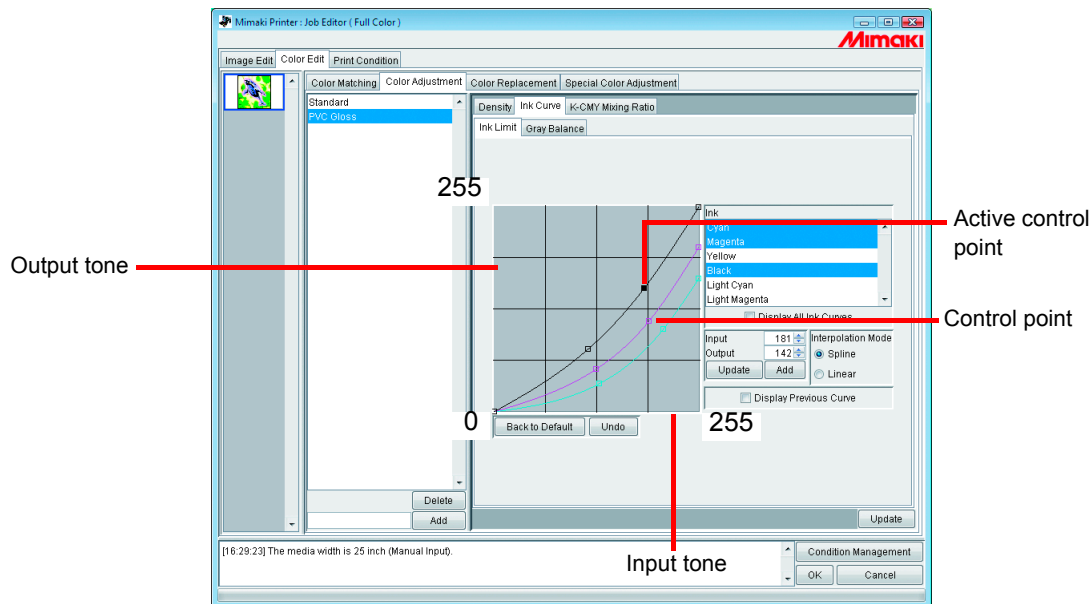 Mimaki Printer : Job Editor ( Full Color )
Mimaki
Image Edit Color Edit Print Condition
Color Matching Color Adjustment Color Replacement Special Color Adjustment
Standard
PVC Gloss
Density Ink Curve K-CMY Mixing Ratio
Ink Limit Gray Balance
255
Ink
Cyan
Magenta
Yellow
Black
Light Cyan
Light Magenta
Display All Ink Curves
Active control
point
Output tone
Control point
Input 181
Output 142
Update Add
Interpolation Mode
Spline
Linear
Display Previous Curve
0
255
Back to Default Undo
Delete
Add
Update
Input tone
[16:29:23] The media width is 25 inch (Manual Input).
Condition Management
OK Cancel